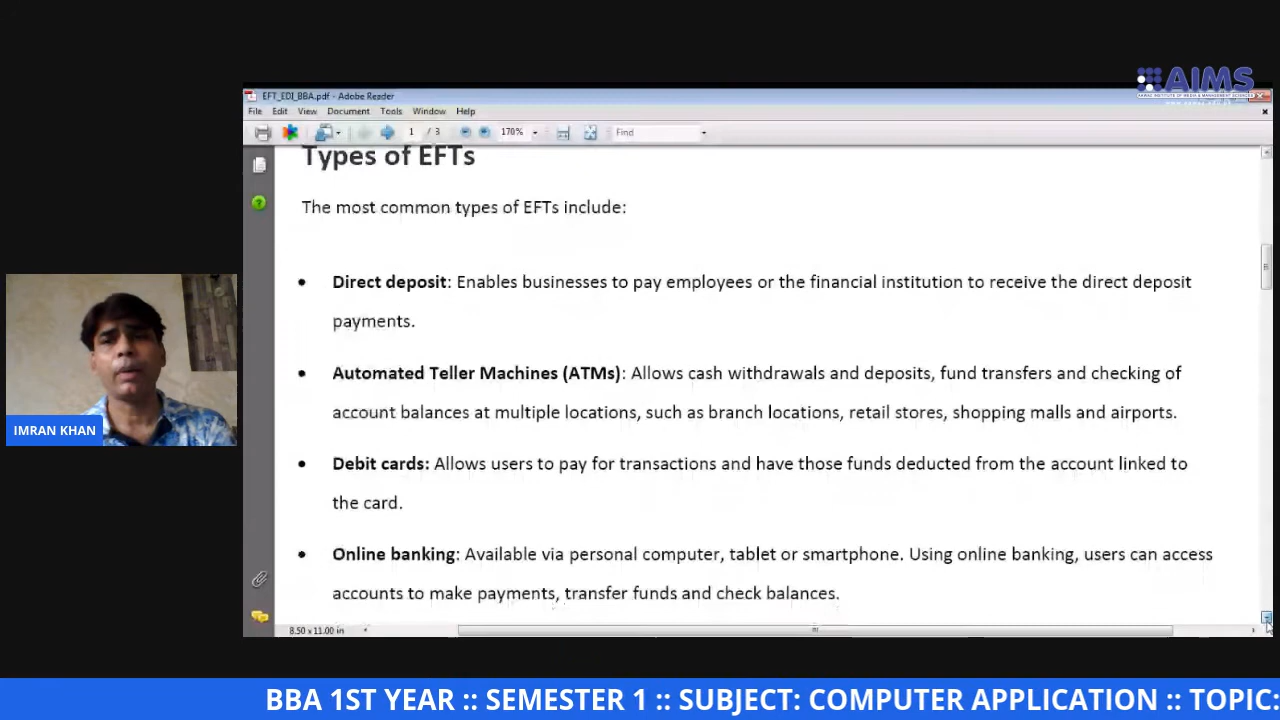 AIMS
EFT_EDI_BBA.pdf - Adobe Reader
File Edit View Document Tools Window Help
1 / 3 170% Find
Types of EFTs
The most common types of EFTs include:
• Direct deposit: Enables businesses to pay employees or the financial institution to receive the direct deposit
payments.
• Automated Teller Machines (ATMs): Allows cash withdrawals and deposits, fund transfers and checking of
account balances at multiple locations, such as branch locations, retail stores, shopping malls and airports.
• Debit cards: Allows users to pay for transactions and have those funds deducted from the account linked to
the card.
• Online banking: Available via personal computer, tablet or smartphone. Using online banking, users can access
accounts to make payments, transfer funds and check balances.
8.50 x 11.00 in
IMRAN KHAN
BBA 1ST YEAR :: SEMESTER 1 :: SUBJECT: COMPUTER APPLICATION :: TOPIC: